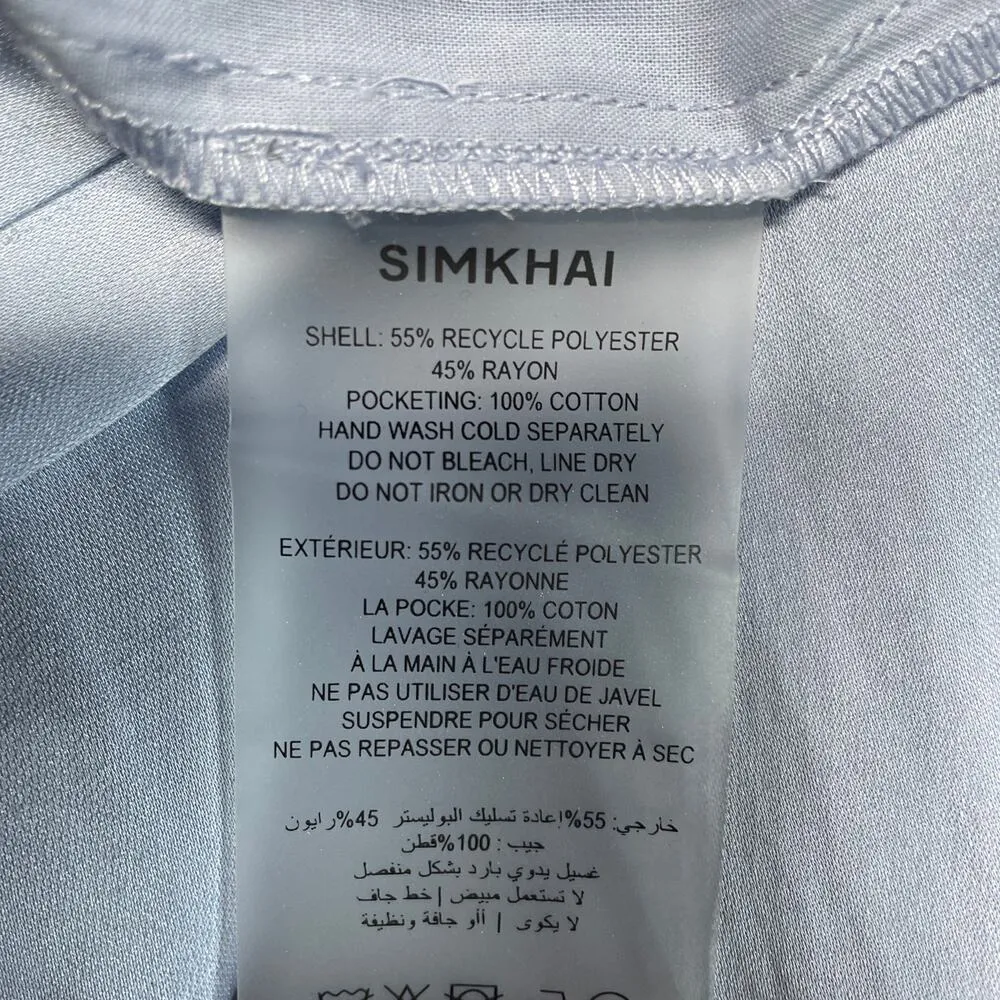 SIMKHAI
SHELL: 55% RECYCLE POLYESTER
45% RAYON
POCKETING: 100% COTTON
HAND WASH COLD SEPARATELY
DO NOT BLEACH, LINE DRY
DO NOT IRON OR DRY CLEAN
EXTÉRIEUR: 55% RECYCLÉ POLYESTER
45% RAYONNE
LA POCKE: 100% COTON
LAVAGE SÉPARÉMENT
À LA MAIN À L'EAU FROIDE
NE PAS UTILISER D'EAU DE JAVEL
SUSPENDRE POUR SÉCHER
NE PAS REPASSER OU NETTOYER À SEC
خارجي: 55%إعادة تسليك البوليستر 45%رايون
جيب : 100%قطن
غسيل يدوي بارد بشكل منفصل
لا تستعمل مبيض | خط جاف
لا يكوى | أأو جافة ونظيفة